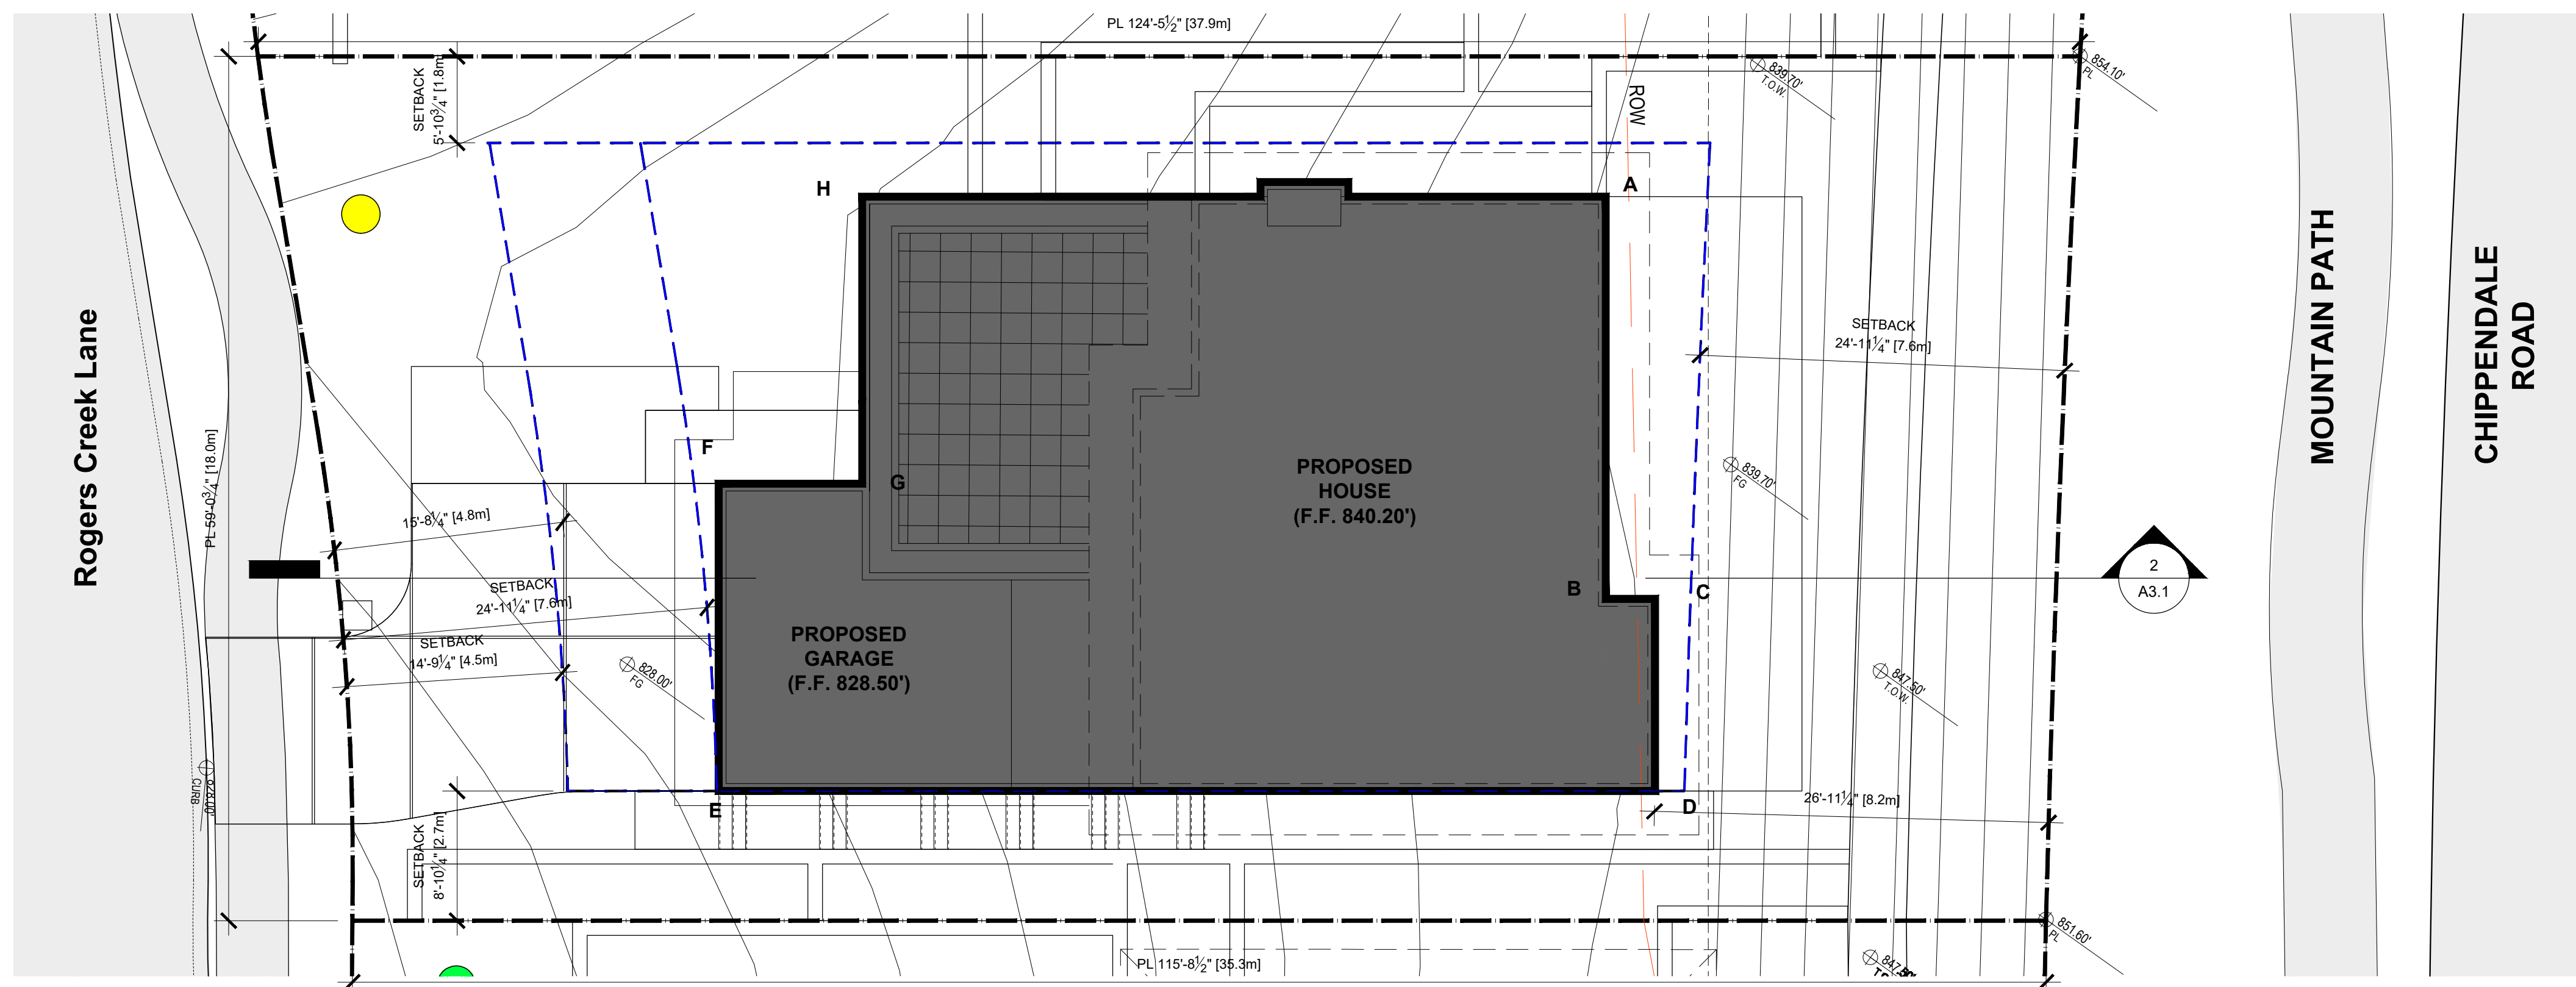 PL 124'-5½" [37.9m]
SETBACK
5'-10¾" [1.8m]
ROW
839.70'
T.O.W.
854.10'
PL
H
A
Rogers Creek Lane
PL 59'-0¾" [18.0m]
F
G
PROPOSED
HOUSE
(F.F. 840.20')
SETBACK
24'-11¼" [7.6m]
839.70'
FG
MOUNTAIN PATH
CHIPPENDALE
ROAD
15'-8¼" [4.8m]
SETBACK
24'-11¼" [7.6m]
SETBACK
14'-9¼" [4.5m]
B
C
2
A3.1
PROPOSED
GARAGE
(F.F. 828.50')
828.00'
FG
847.50'
T.O.W.
828.00'
CURB
E
D
26'-11¼" [8.2m]
SETBACK
8'-10¼" [2.7m]
851.60'
PL
PL 115'-8½" [35.3m]